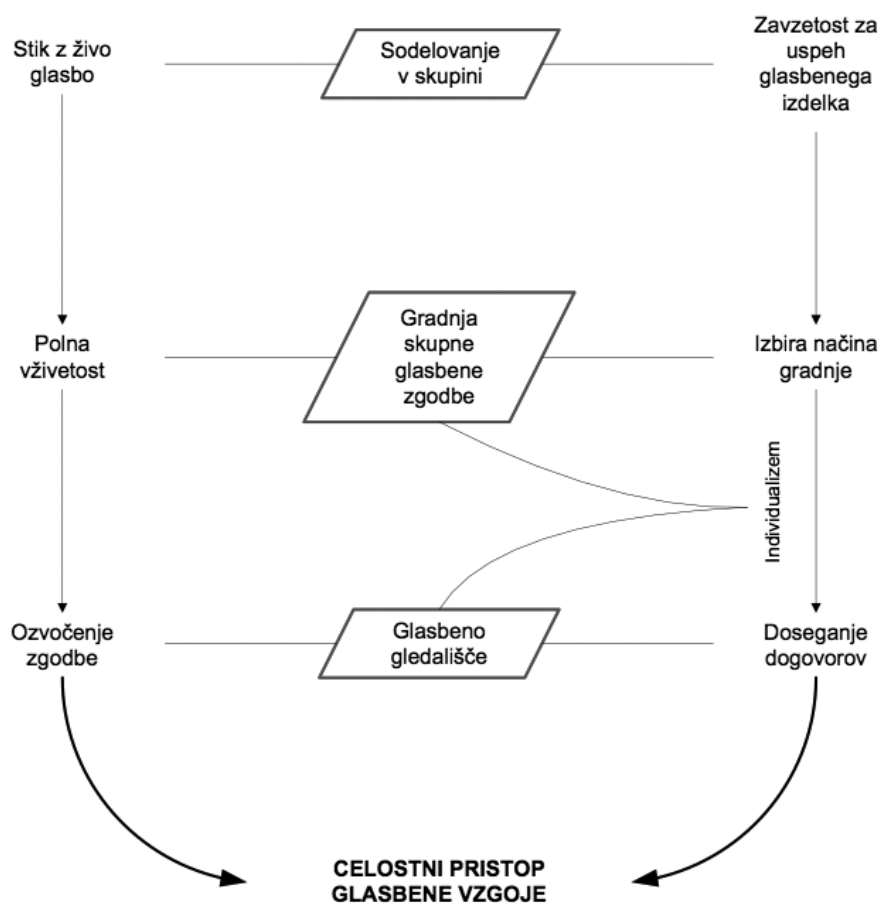 Stik z živo
glasbo
Sodelovanje
v skupini
Zavzetost za
uspeh
glasbenega
izdelka
Polna
vživetost
Gradnja
skupne
glasbene
zgodbe
Izbira načina
gradnje
Individualizem
Ozvočenje
zgodbe
Glasbeno
gledališče
Doseganje
dogovorov
CELOSTNI PRISTOP
GLASBENE VZGOJE